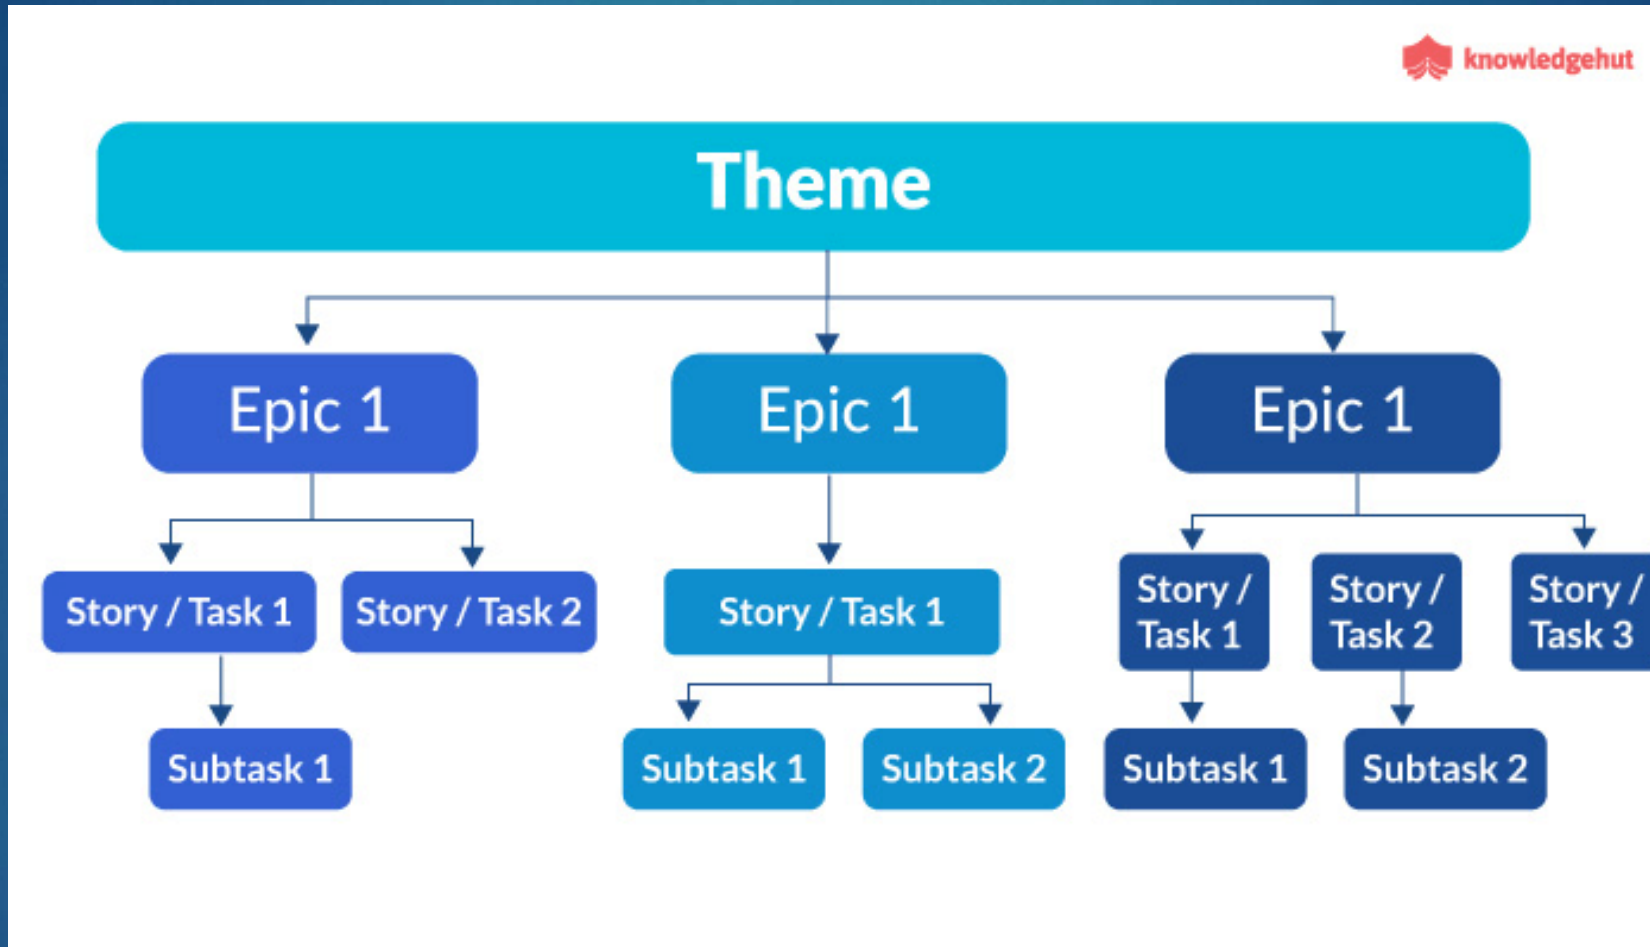 knowledgehut
Theme
Epic 1
Epic 1
Epic 1
Story / Task 1
Story / Task 2
Story / Task 1
Story /
Task 1
Story /
Task 2
Story /
Task 3
Subtask 1
Subtask 1
Subtask 2
Subtask 1
Subtask 2